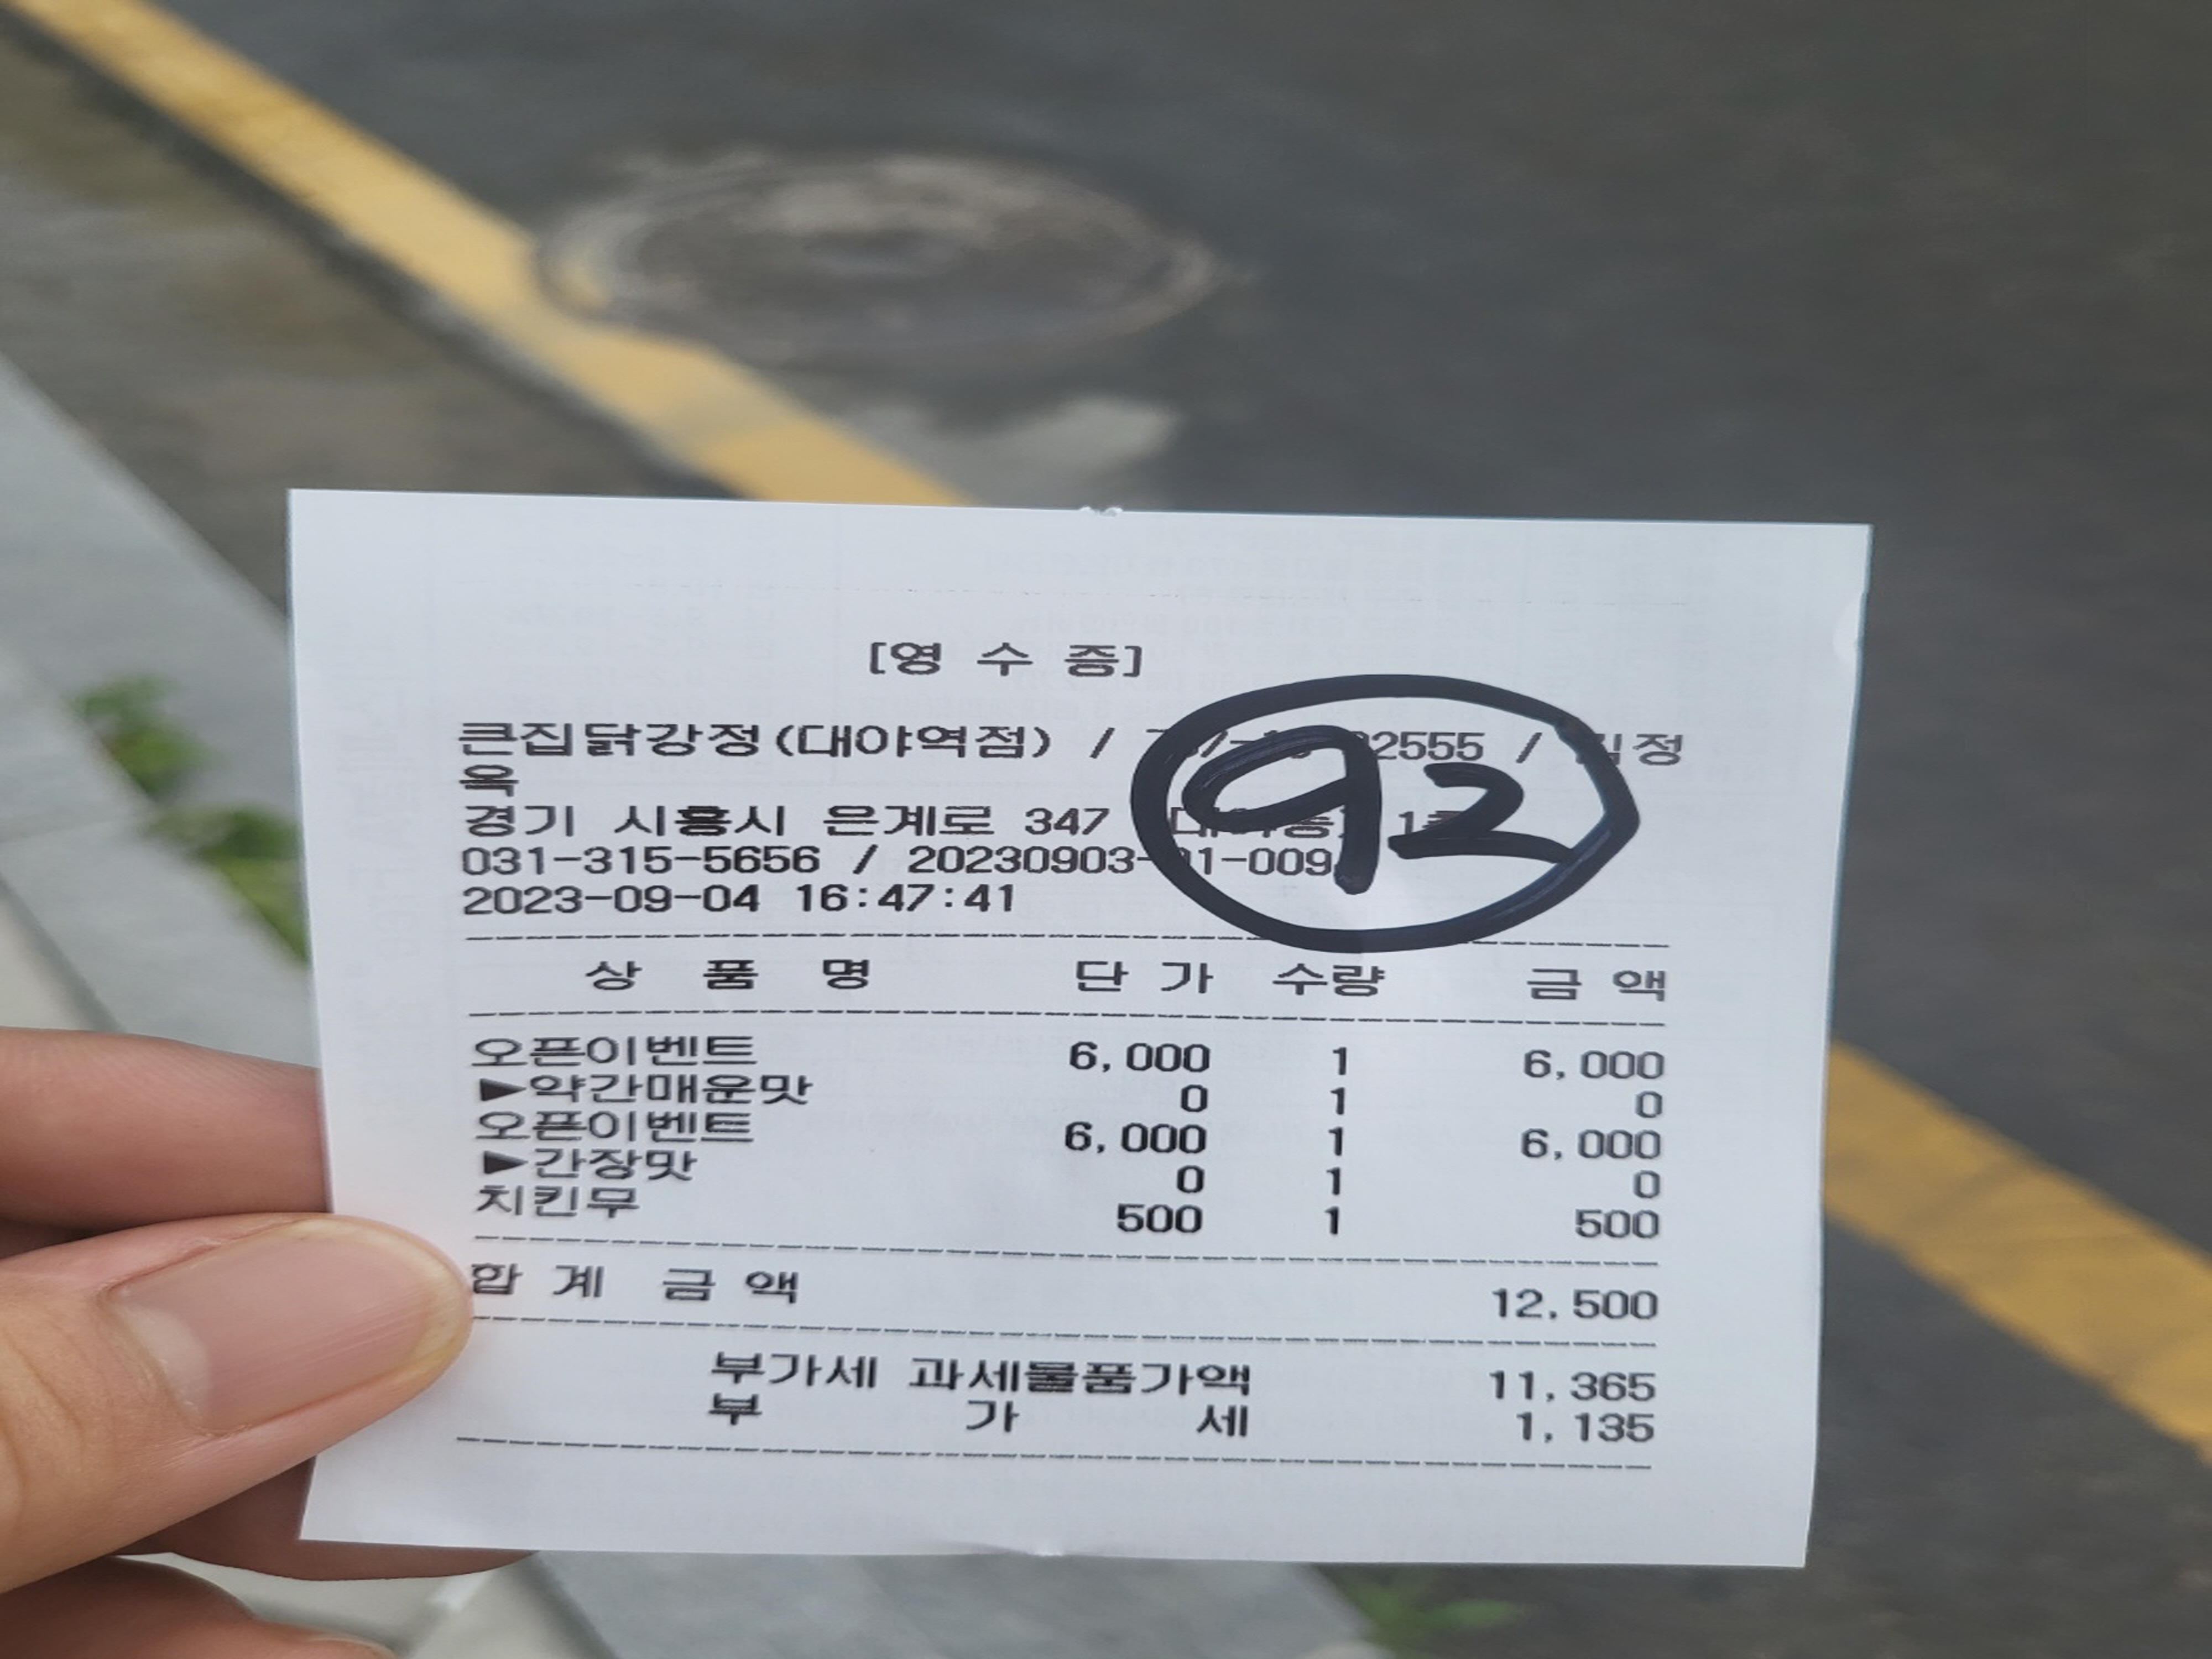 [영 수 증]
큰집닭강정(대야역점) / 2555 / 김정
옥
92
경기 시흥시 은계로 347
031-315-5656 / 20230903-01-009
2023-09-04 16:47:41
상 품 명 단 가 수량 금 액
오픈이벤트 6,000 1 6,000
►약간매운맛 0 1 0
오픈이벤트 6,000 1 6,000
►간장맛 0 1 0
치킨무 500 1 500
합 계 금 액 12,500
부가세 과세물품가액 11,365
부 가 세 1,135